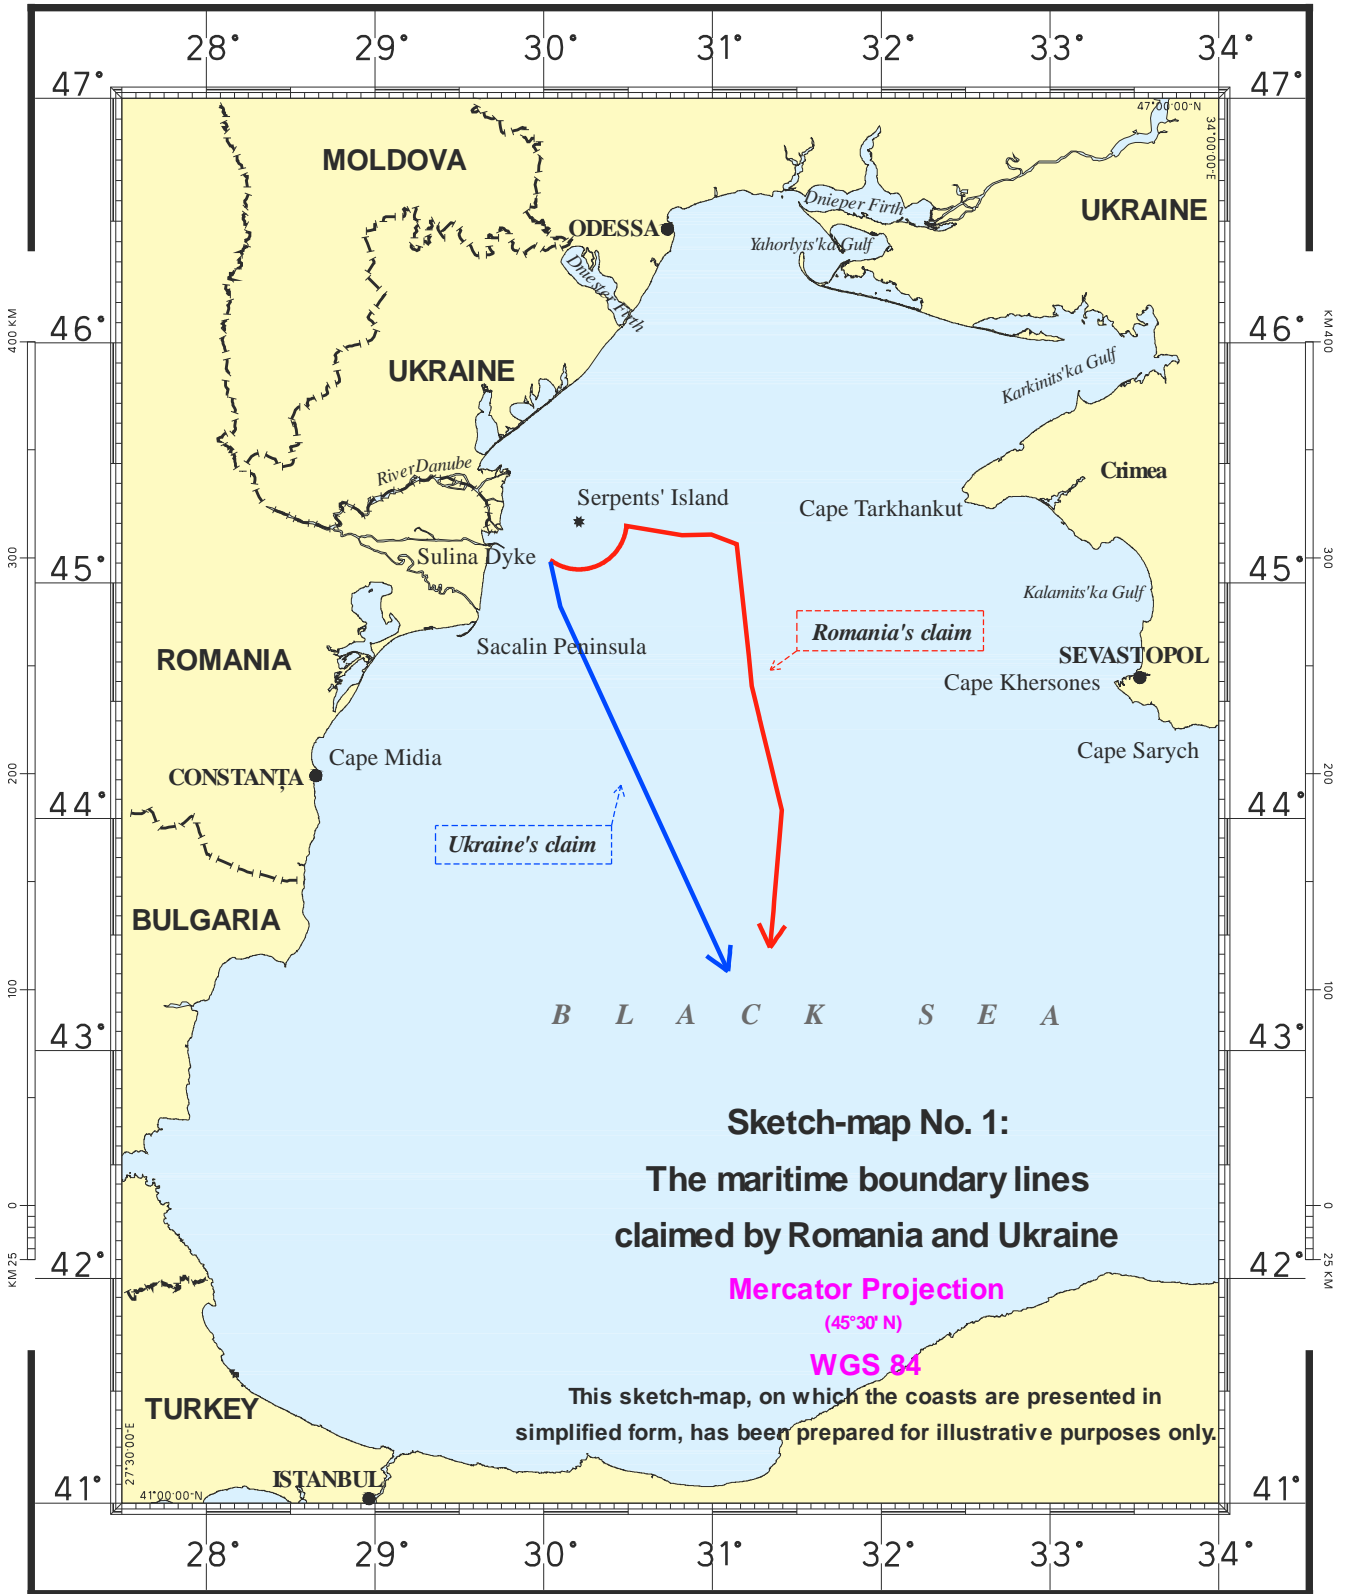 28° 29° 30° 31° 32° 33° 34°
47° 47°
47°00'00"N
34°00'00"E
MOLDOVA
Dnieper Firth
UKRAINE
ODESSA
Yahorlyts'ka Gulf
Dniester Firth
46° 46°
400 KM
KM 400
UKRAINE
Karkinits'ka Gulf
River Danube
Crimea
Serpents' Island
Cape Tarkhankut
Sulina Dyke
300
300
45° 45°
Kalamits'ka Gulf
Romania's claim
Sacalin Peninsula
ROMANIA
SEVASTOPOL
Cape Khersones
Cape Sarych
Cape Midia
CONSTANȚA
200
200
44° 44°
Ukraine's claim
BULGARIA
100
100
BLACK SEA
43° 43°
Sketch-map No. 1:
The maritime boundary lines
0
0
claimed by Romania and Ukraine
KM 25
25 KM
42° 42°
Mercator Projection
(45°30' N)
WGS 84
This sketch-map, on which the coasts are presented in
TURKEY
simplified form, has been prepared for illustrative purposes only.
27°30'00"E
ISTANBUL
41°00'00"N
41° 41°
28° 29° 30° 31° 32° 33° 34°